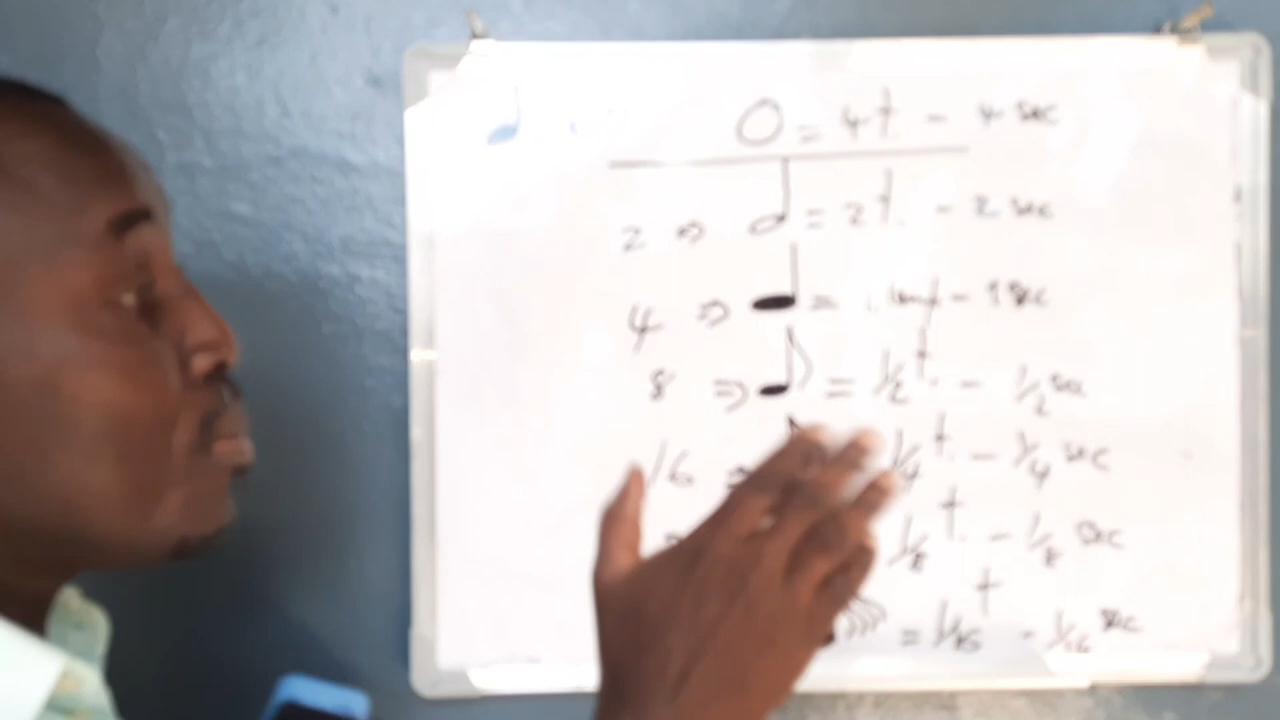 = 4t. - 4 sec
2 ⇒ = 2t. - 2 sec
4 ⇒ = - 1 sec
8 ⇒ = 1/2 t. - 1/2 sec
16 ⇒ 1/4 t. - 1/4 sec
1/8 t. - 1/8 sec
= 1/16 t - 1/16 sec